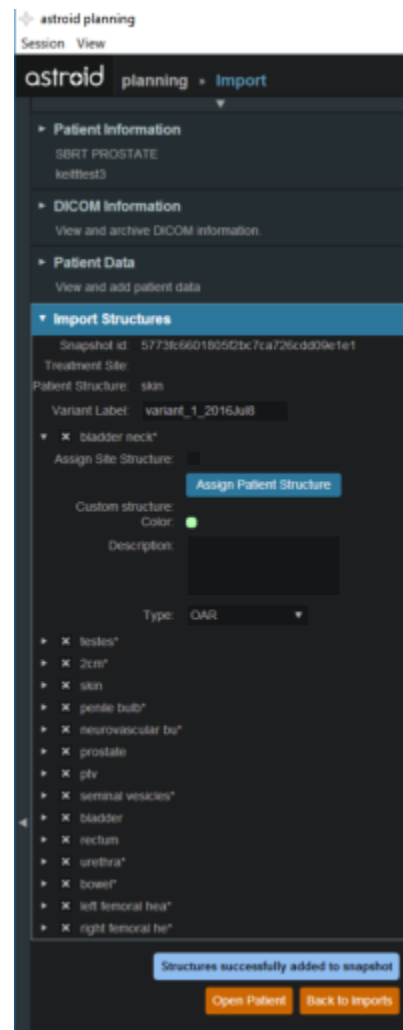 astroid planning
Session View
astroid planning ▸ Import
Patient Information
SBRT PROSTATE
keitttest3
DICOM Information
View and archive DICOM information.
Patient Data
View and add patient data
Import Structures
Snapshot id: 5773fc6601805f2bc7ca726cdd09e1e1
Treatment Site:
Patient Structure: skin
Variant Label: variant_1_2016Jul8
bladder neck*
Assign Site Structure:
Assign Patient Structure
Custom structure:
Color:
Description:
Type: OAR
testes*
2cm*
skin
penile bulb*
neurovascular bu*
prostate
ptv
seminal vesicles*
bladder
rectum
urethra*
bowel*
left femoral hea*
right femoral he*
Structures successfully added to snapshot
Open Patient Back to Imports